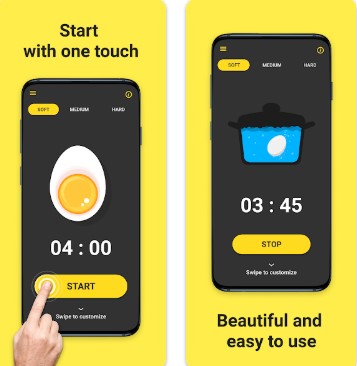 Start
with one touch
SOFT MEDIUM HARD
04 : 00
START
Swipe to customize
SOFT MEDIUM HARD
03 : 45
STOP
Swipe to customize
Beautiful and
easy to use